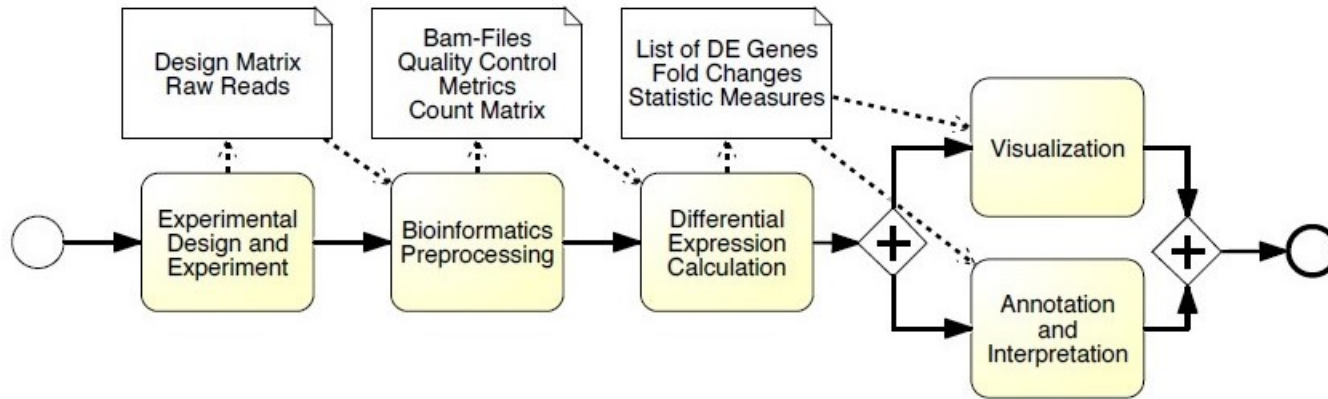 Design Matrix
Raw Reads
Bam-Files
Quality Control
Metrics
Count Matrix
List of DE Genes
Fold Changes
Statistic Measures
Experimental
Design and
Experiment
Bioinformatics
Preprocessing
Differential
Expression
Calculation
Visualization
Annotation
and
Interpretation